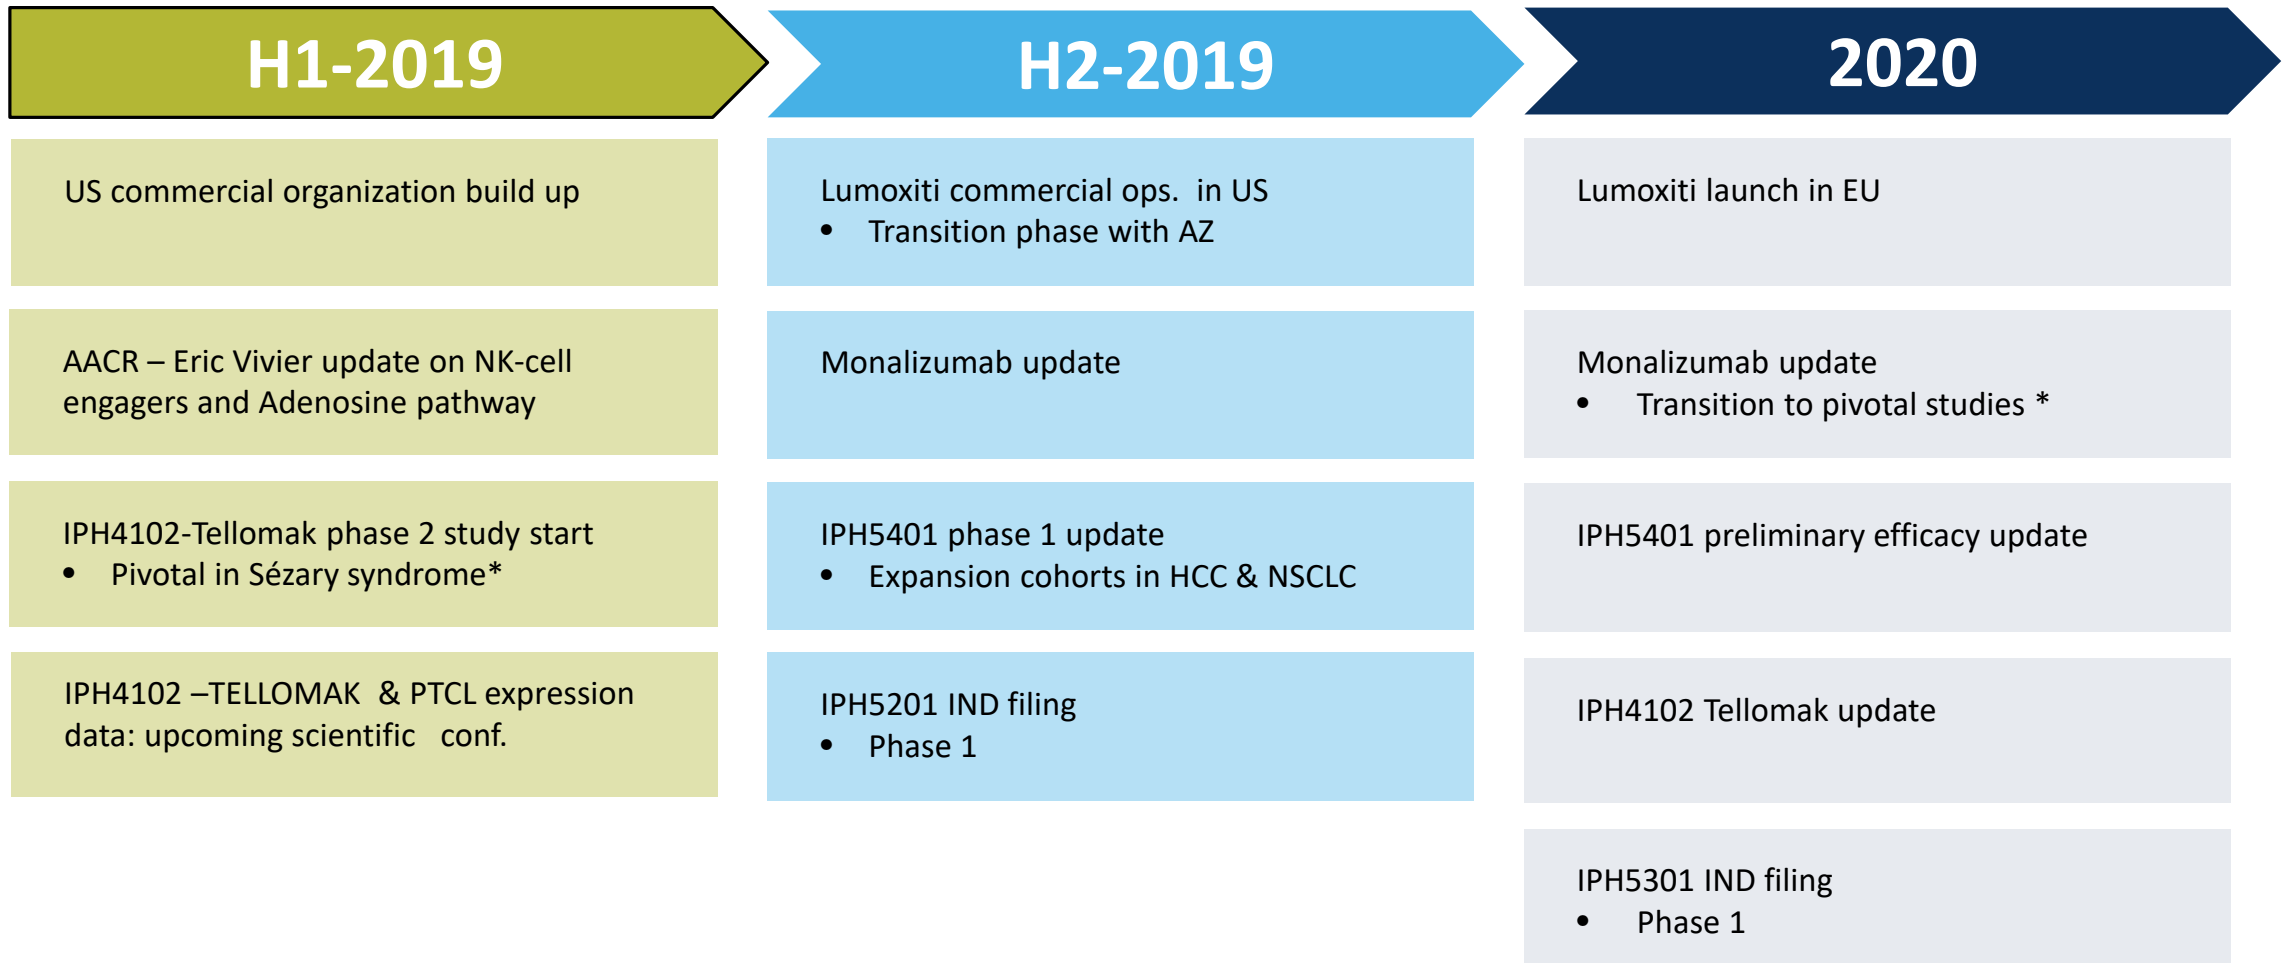 H1-2019
US commercial organization build up
AACR – Eric Vivier update on NK-cell
engagers and Adenosine pathway
IPH4102-Tellomak phase 2 study start
• Pivotal in Sézary syndrome*
IPH4102 –TELLOMAK & PTCL expression
data: upcoming scientific conf.
H2-2019
Lumoxiti commercial ops. in US
• Transition phase with AZ
Monalizumab update
IPH5401 phase 1 update
• Expansion cohorts in HCC & NSCLC
IPH5201 IND filing
• Phase 1
2020
Lumoxiti launch in EU
Monalizumab update
• Transition to pivotal studies *
IPH5401 preliminary efficacy update
IPH4102 Tellomak update
IPH5301 IND filing
• Phase 1